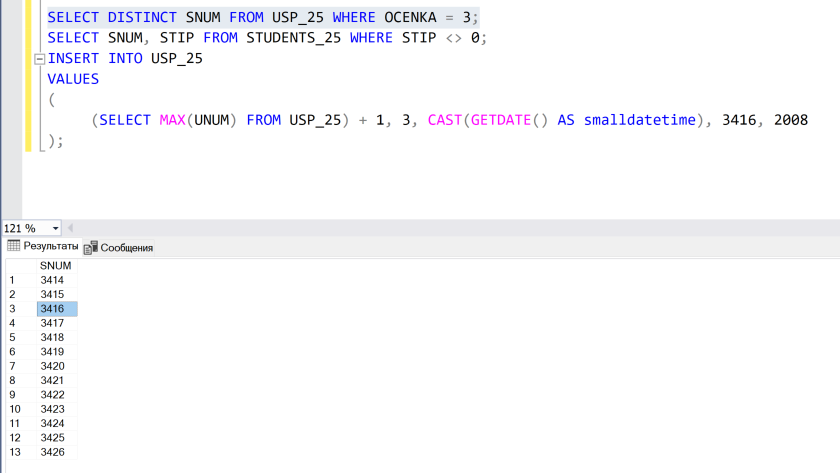 SELECT DISTINCT SNUM FROM USP_25 WHERE OCENKA = 3;
SELECT SNUM, STIP FROM STUDENTS_25 WHERE STIP <> 0;
INSERT INTO USP_25
VALUES
(
(SELECT MAX(UNUM) FROM USP_25) + 1, 3, CAST(GETDATE() AS smalldatetime), 3416, 2008
);
121 %
Результаты Сообщения
SNUM
1 3414
2 3415
3 3416
4 3417
5 3418
6 3419
7 3420
8 3421
9 3422
10 3423
11 3424
12 3425
13 3426